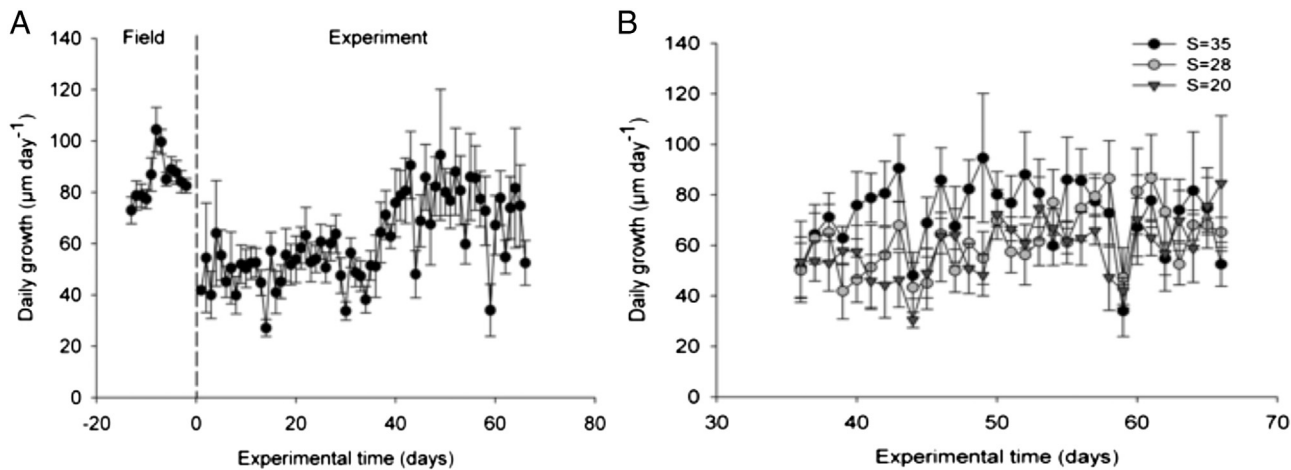 A
Field Experiment
140
120
100
80
60
40
20
0
Daily growth (µm day-1)
-20 0 20 40 60 80
Experimental time (days)
B
S=35
S=28
S=20
140
120
100
80
60
40
20
0
Daily growth (µm day-1)
30 40 50 60 70
Experimental time (days)